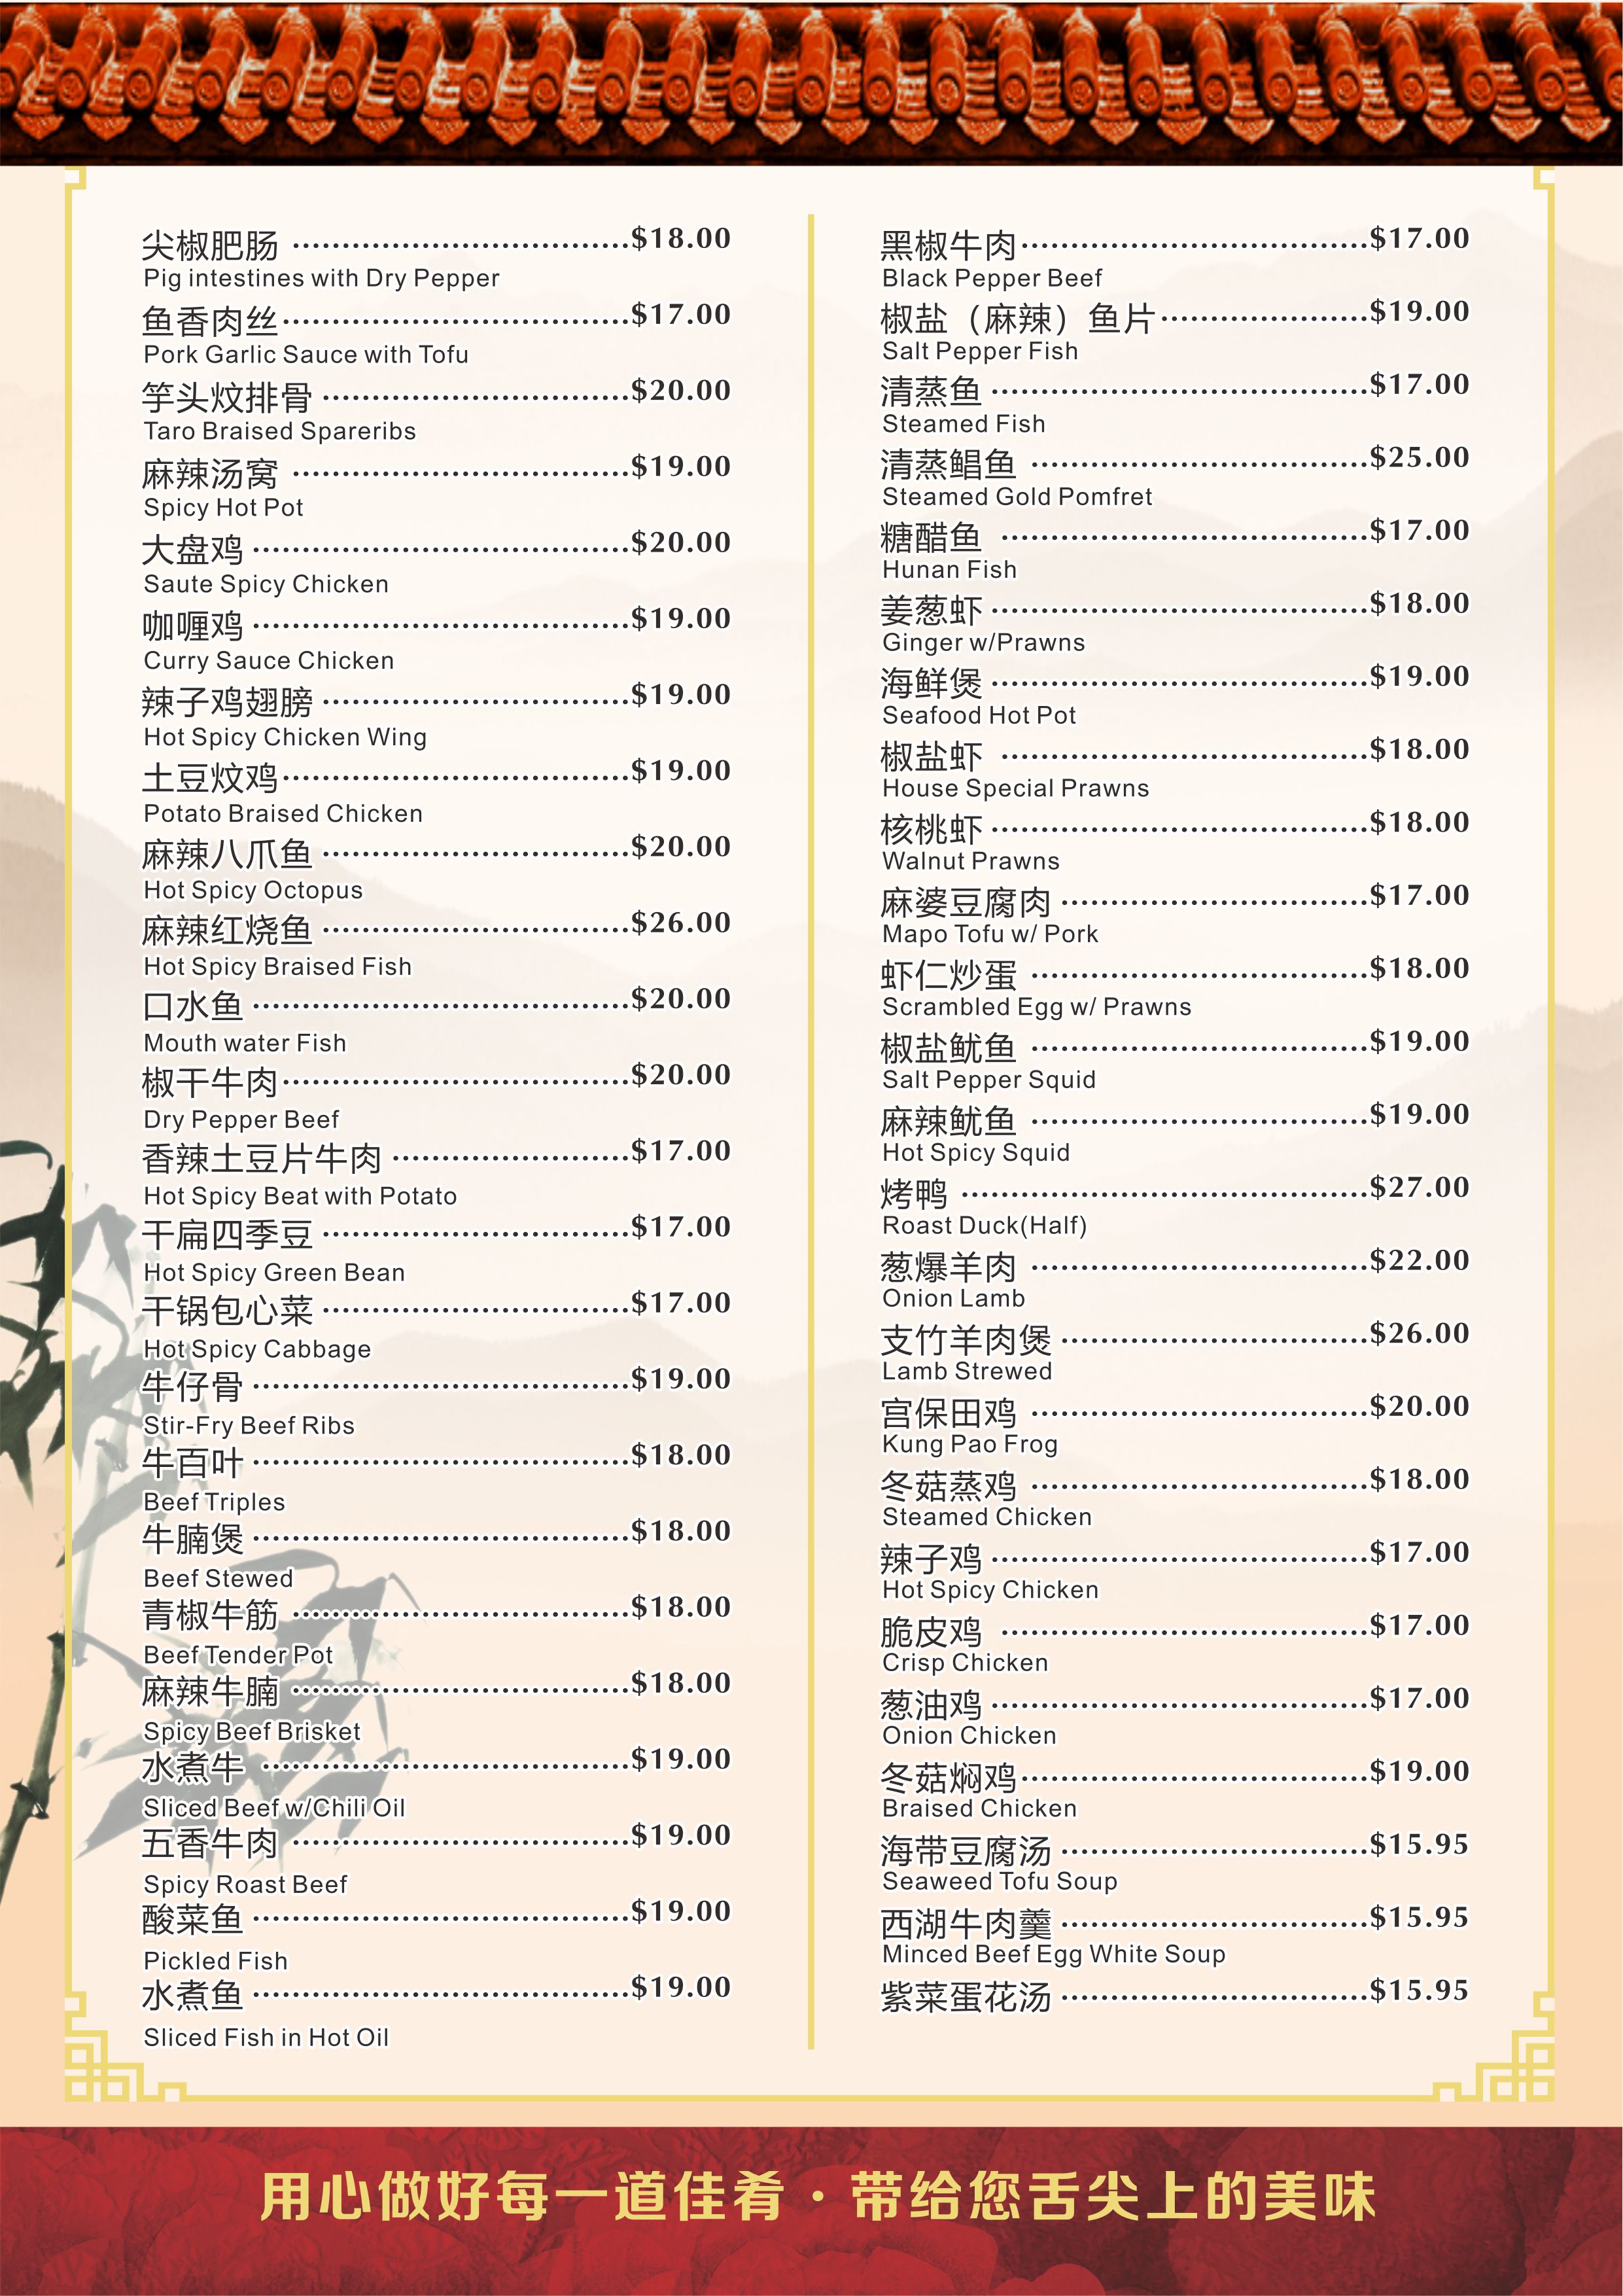 尖椒肥肠 ··································$18.00
Pig intestines with Dry Pepper
鱼香肉丝···································$17.00
Pork Garlic Sauce with Tofu
竽头炆排骨 ·······························$20.00
Taro Braised Spareribs
麻辣汤窝 ··································$19.00
Spicy Hot Pot
大盘鸡 ······································$20.00
Saute Spicy Chicken
咖喱鸡 ······································$19.00
Curry Sauce Chicken
辣子鸡翅膀 ·······························$19.00
Hot Spicy Chicken Wing
土豆炆鸡···································$19.00
Potato Braised Chicken
麻辣八爪鱼 ·······························$20.00
Hot Spicy Octopus
麻辣红烧鱼 ·······························$26.00
Hot Spicy Braised Fish
口水鱼 ······································$20.00
Mouth water Fish
椒干牛肉···································$20.00
Dry Pepper Beef
香辣土豆片牛肉 ························$17.00
Hot Spicy Beat with Potato
干扁四季豆 ·······························$17.00
Hot Spicy Green Bean
干锅包心菜 ·······························$17.00
Hot Spicy Cabbage
牛仔骨 ······································$19.00
Stir-Fry Beef Ribs
牛百叶 ······································$18.00
Beef Triples
牛腩煲 ······································$18.00
Beef Stewed
青椒牛筋 ··································$18.00
Beef Tender Pot
麻辣牛腩 ··································$18.00
Spicy Beef Brisket
水煮牛 ·····································$19.00
Sliced Beef w/Chili Oil
五香牛肉 ··································$19.00
Spicy Roast Beef
酸菜鱼 ······································$19.00
Pickled Fish
水煮鱼 ······································$19.00
Sliced Fish in Hot Oil
黑椒牛肉···································$17.00
Black Pepper Beef
椒盐（麻辣）鱼片·····················$19.00
Salt Pepper Fish
清蒸鱼 ······································$17.00
Steamed Fish
清蒸鲳鱼 ··································$25.00
Steamed Gold Pomfret
糖醋鱼 ·····································$17.00
Hunan Fish
姜葱虾 ······································$18.00
Ginger w/Prawns
海鲜煲 ······································$19.00
Seafood Hot Pot
椒盐虾 ·····································$18.00
House Special Prawns
核桃虾 ······································$18.00
Walnut Prawns
麻婆豆腐肉 ·······························$17.00
Mapo Tofu w/ Pork
虾仁炒蛋 ··································$18.00
Scrambled Egg w/ Prawns
椒盐鱿鱼 ··································$19.00
Salt Pepper Squid
麻辣鱿鱼 ··································$19.00
Hot Spicy Squid
烤鸭 ·········································$27.00
Roast Duck(Half)
葱爆羊肉 ··································$22.00
Onion Lamb
支竹羊肉煲 ·······························$26.00
Lamb Strewed
宫保田鸡 ··································$20.00
Kung Pao Frog
冬菇蒸鸡 ··································$18.00
Steamed Chicken
辣子鸡 ······································$17.00
Hot Spicy Chicken
脆皮鸡 ·····································$17.00
Crisp Chicken
葱油鸡 ······································$17.00
Onion Chicken
冬菇焖鸡···································$19.00
Braised Chicken
海带豆腐汤 ·······························$15.95
Seaweed Tofu Soup
西湖牛肉羹 ·······························$15.95
Minced Beef Egg White Soup
紫菜蛋花汤 ·······························$15.95
用心做好每一道佳肴·带给您舌尖上的美味